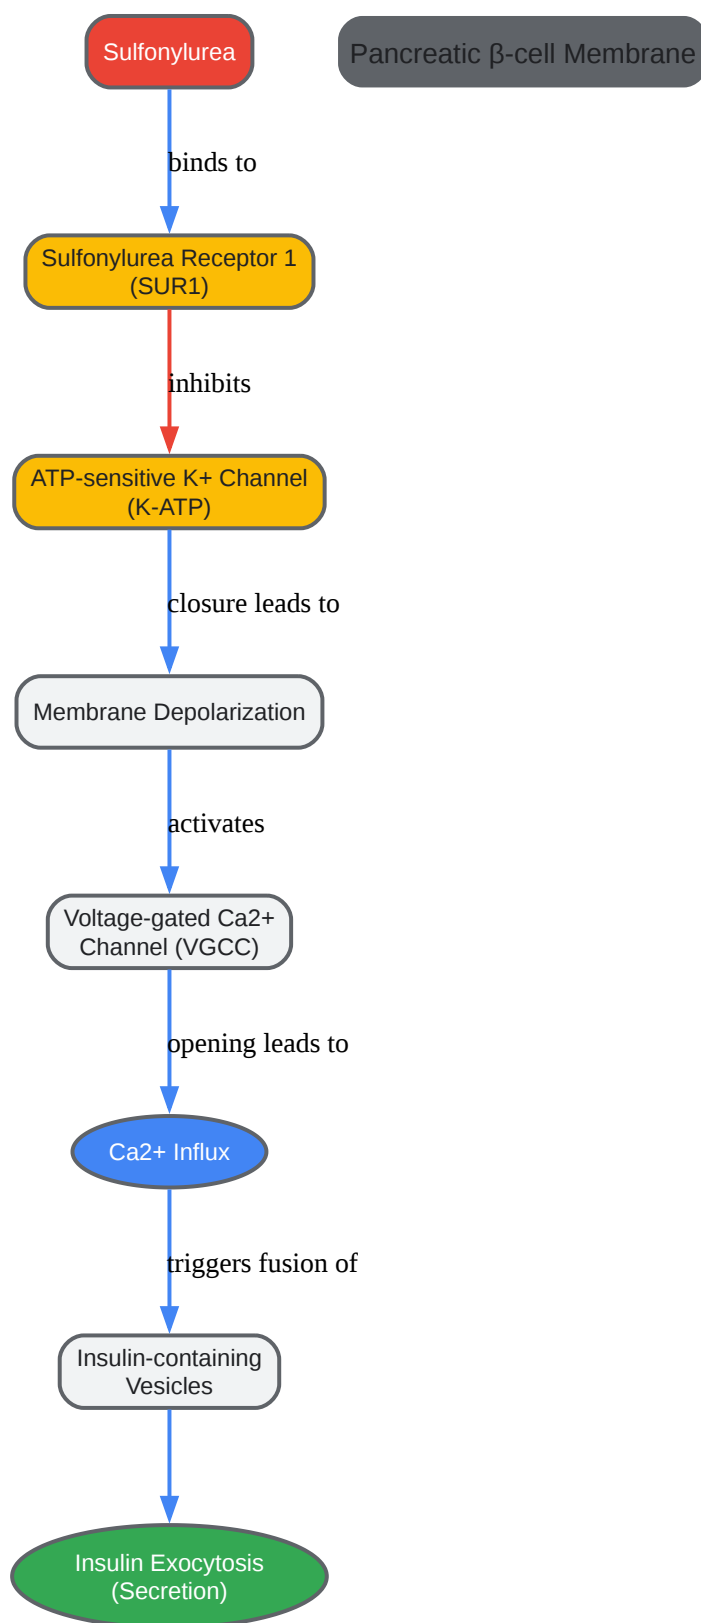 Sulfonylurea
Pancreatic β-cell Membrane
binds to
Sulfonylurea Receptor 1
(SUR1)
inhibits
ATP-sensitive K+ Channel
(K-ATP)
closure leads to
Membrane Depolarization
activates
Voltage-gated Ca2+
Channel (VGCC)
opening leads to
Ca2+ Influx
triggers fusion of
Insulin-containing
Vesicles
Insulin Exocytosis
(Secretion)